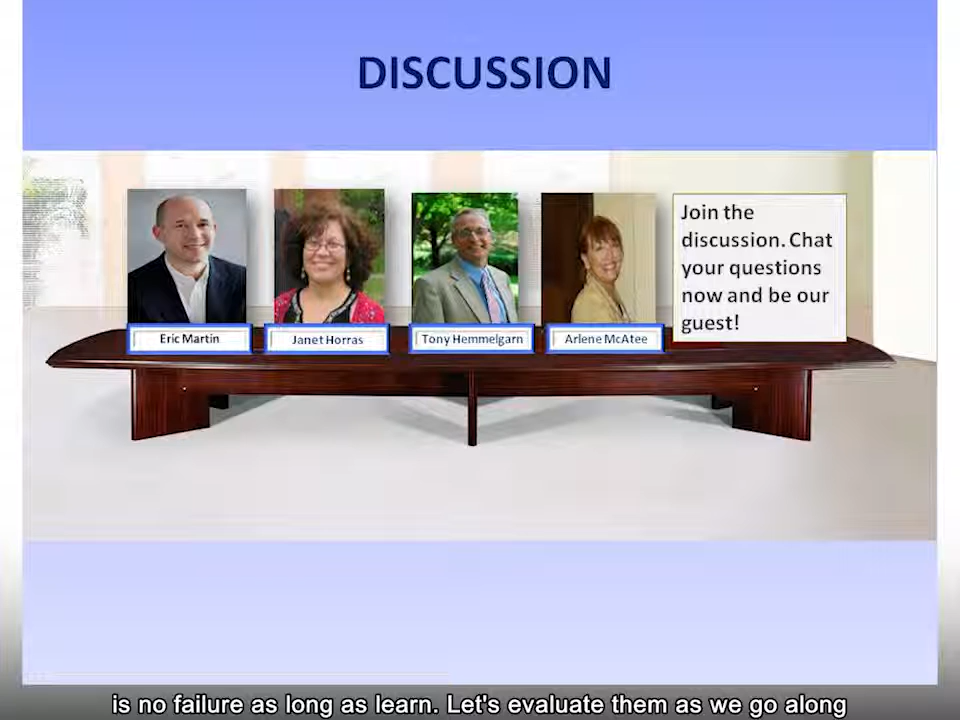 DISCUSSION
Join the
discussion. Chat
your questions
now and be our
guest!
Eric Martin
Janet Horras
Tony Hemmelgarn
Arlene McAtee
is no failure as long as learn. Let's evaluate them as we go along